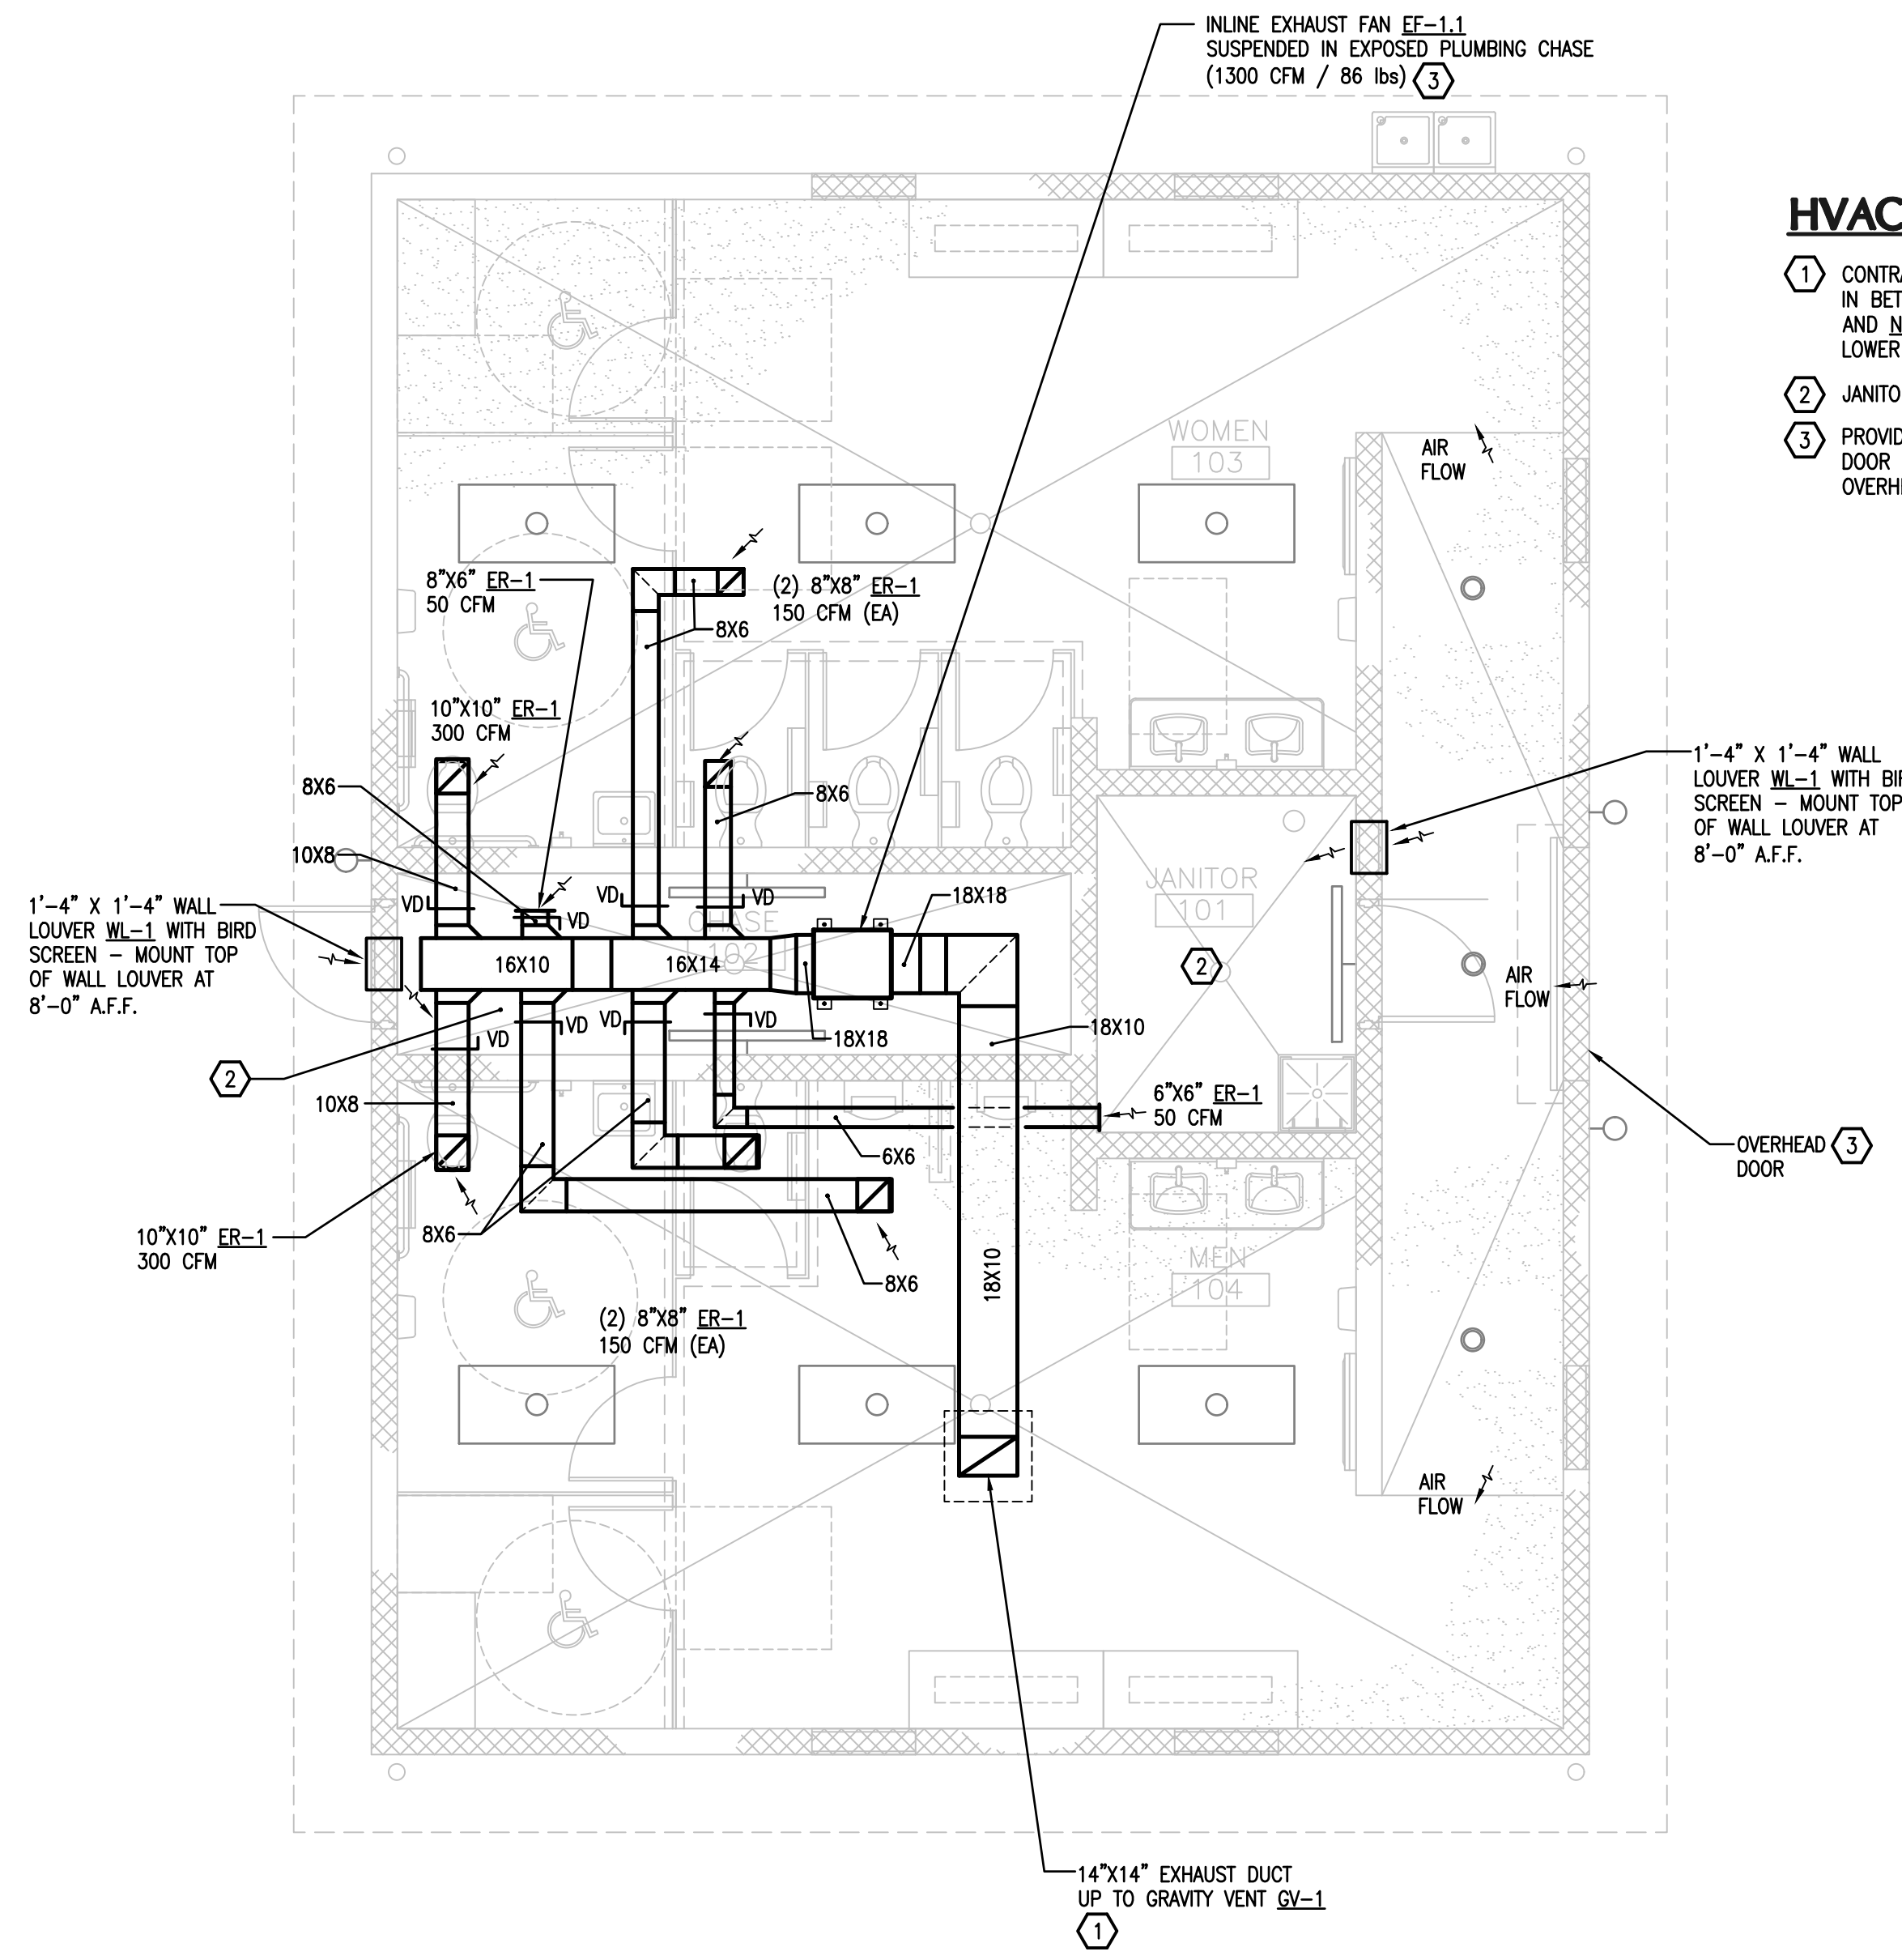 INLINE EXHAUST FAN EF-1.1
SUSPENDED IN EXPOSED PLUMBING CHASE
(1300 CFM / 86 lbs) 3
HVAC
1 CONTRA
IN BET
AND N
LOWER
2 JANITO
3 PROVID
DOOR
OVERH
WOMEN
103
AIR
FLOW
8"X6" ER-1
50 CFM
(2) 8"X8" ER-1
150 CFM (EA)
8X6
10"X10" ER-1
300 CFM
8X6
8X6
10X8
1'-4" X 1'-4" WALL
LOUVER WL-1 WITH BIR
SCREEN - MOUNT TOP
OF WALL LOUVER AT
8'-0" A.F.F.
JANITOR
101
1'-4" X 1'-4" WALL
LOUVER WL-1 WITH BIRD
SCREEN - MOUNT TOP
OF WALL LOUVER AT
8'-0" A.F.F.
VD
VD
VD
VD
CHASE
102
18X18
16X10
16X14
2
AIR
FLOW
VD
VD
VD
VD
18X18
18X10
2
10X8
6"X6" ER-1
50 CFM
6X6
OVERHEAD 3
DOOR
10"X10" ER-1
300 CFM
8X6
8X6
18X10
MEN
104
(2) 8"X8" ER-1
150 CFM (EA)
AIR
FLOW
14"X14" EXHAUST DUCT
UP TO GRAVITY VENT GV-1
1